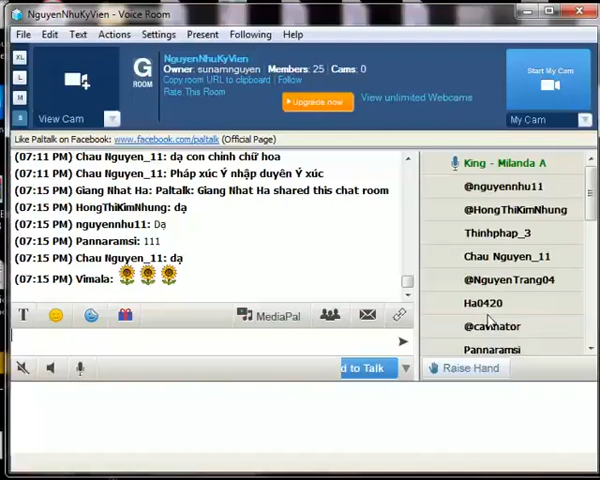 NguyenNhuKyVien - Voice Room
File Edit Text Actions Settings Present Following Help
XL
L
M
S
View Cam
G
ROOM
NguyenNhuKyVien
Owner: sunamnguyen | Members: 25 | Cams: 0
Copy room URL to clipboard | Follow
Rate This Room
Upgrade now
View unlimited Webcams
Start My Cam
My Cam
Like Paltalk on Facebook: www.facebook.com/paltalk (Official Page)
(07:11 PM) Chau Nguyen_11: dạ con chinh chữ hoa
(07:11 PM) Chau Nguyen_11: Pháp xúc Ý nhập duyên Ý xúc
(07:15 PM) Giang Nhat Ha: Paltalk: Giang Nhat Ha shared this chat room
(07:15 PM) HongThiKimNhung: dạ
(07:15 PM) nguyennhu11: Dạ
(07:15 PM) Pannaramsi: 111
(07:15 PM) Chau Nguyen_11: dạ
(07:15 PM) Vimala:
King - Milanda A
@nguyennhu11
@HongThiKimNhung
Thinhphap_3
Chau Nguyen_11
@NguyenTrang04
Ha0420
Pannaramsi
T
MediaPal
d to Talk
Raise Hand